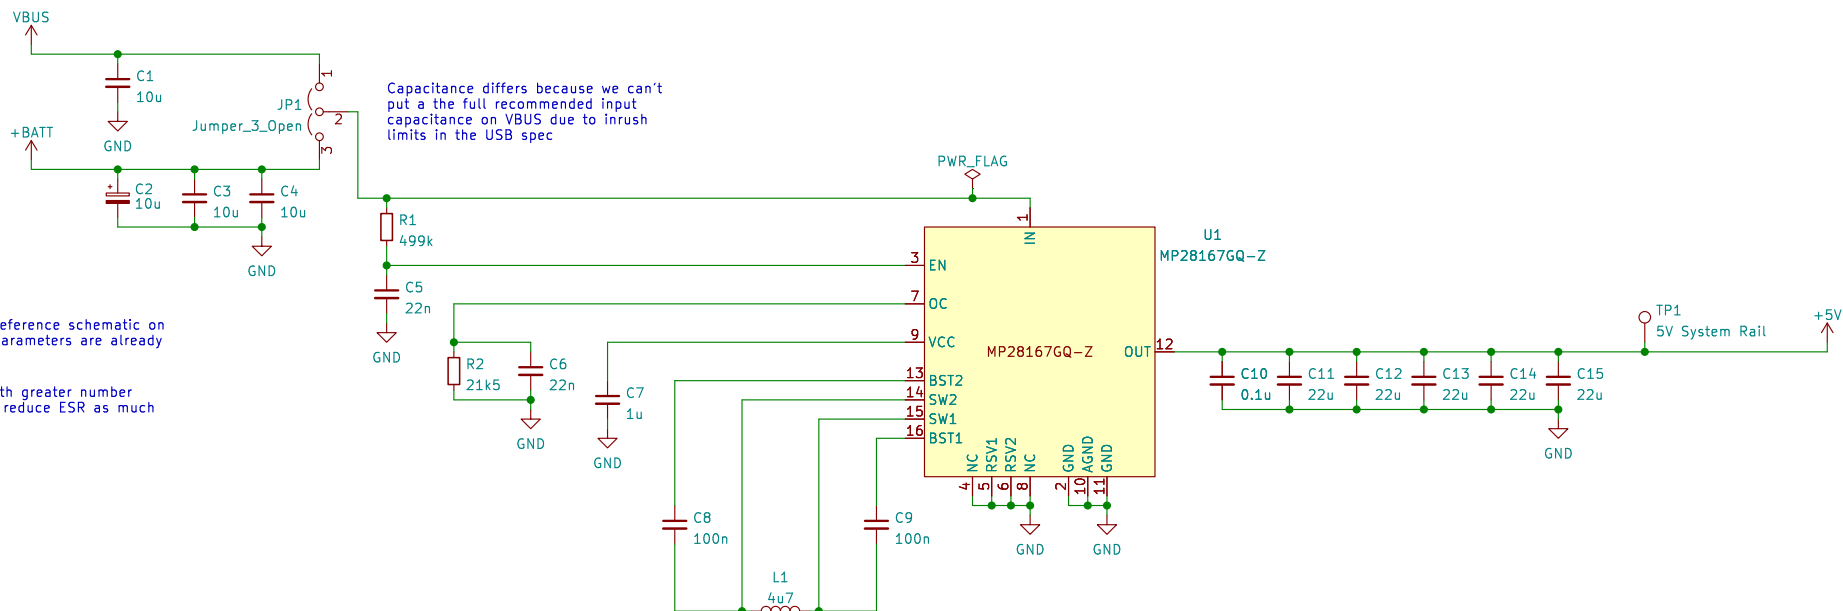 VBUS
C1
10u
GND
JP1
Jumper_3_Open
1
2
3
Capacitance differs because we can't
put a the full recommended input
capacitance on VBUS due to inrush
limits in the USB spec
+BATT
+
C2
10u
C3
10u
C4
10u
GND
PWR_FLAG
R1
499k
C5
22n
GND
eference schematic on
arameters are already
th greater number
reduce ESR as much
R2
21k5
C6
22n
GND
C7
1u
GND
U1
MP28167GQ-Z
1
IN
3
EN
7
OC
9
VCC
MP28167GQ-Z
OUT
12
13
BST2
14
SW2
15
SW1
16
BST1
NC
RSV1
RSV2
NC
GND
AGND
GND
4
5
6
8
2
10
11
GND
GND
C8
100n
C9
100n
L1
4u7
TP1
5V System Rail
+5V
C10
0.1u
C11
22u
C12
22u
C13
22u
C14
22u
C15
22u
GND